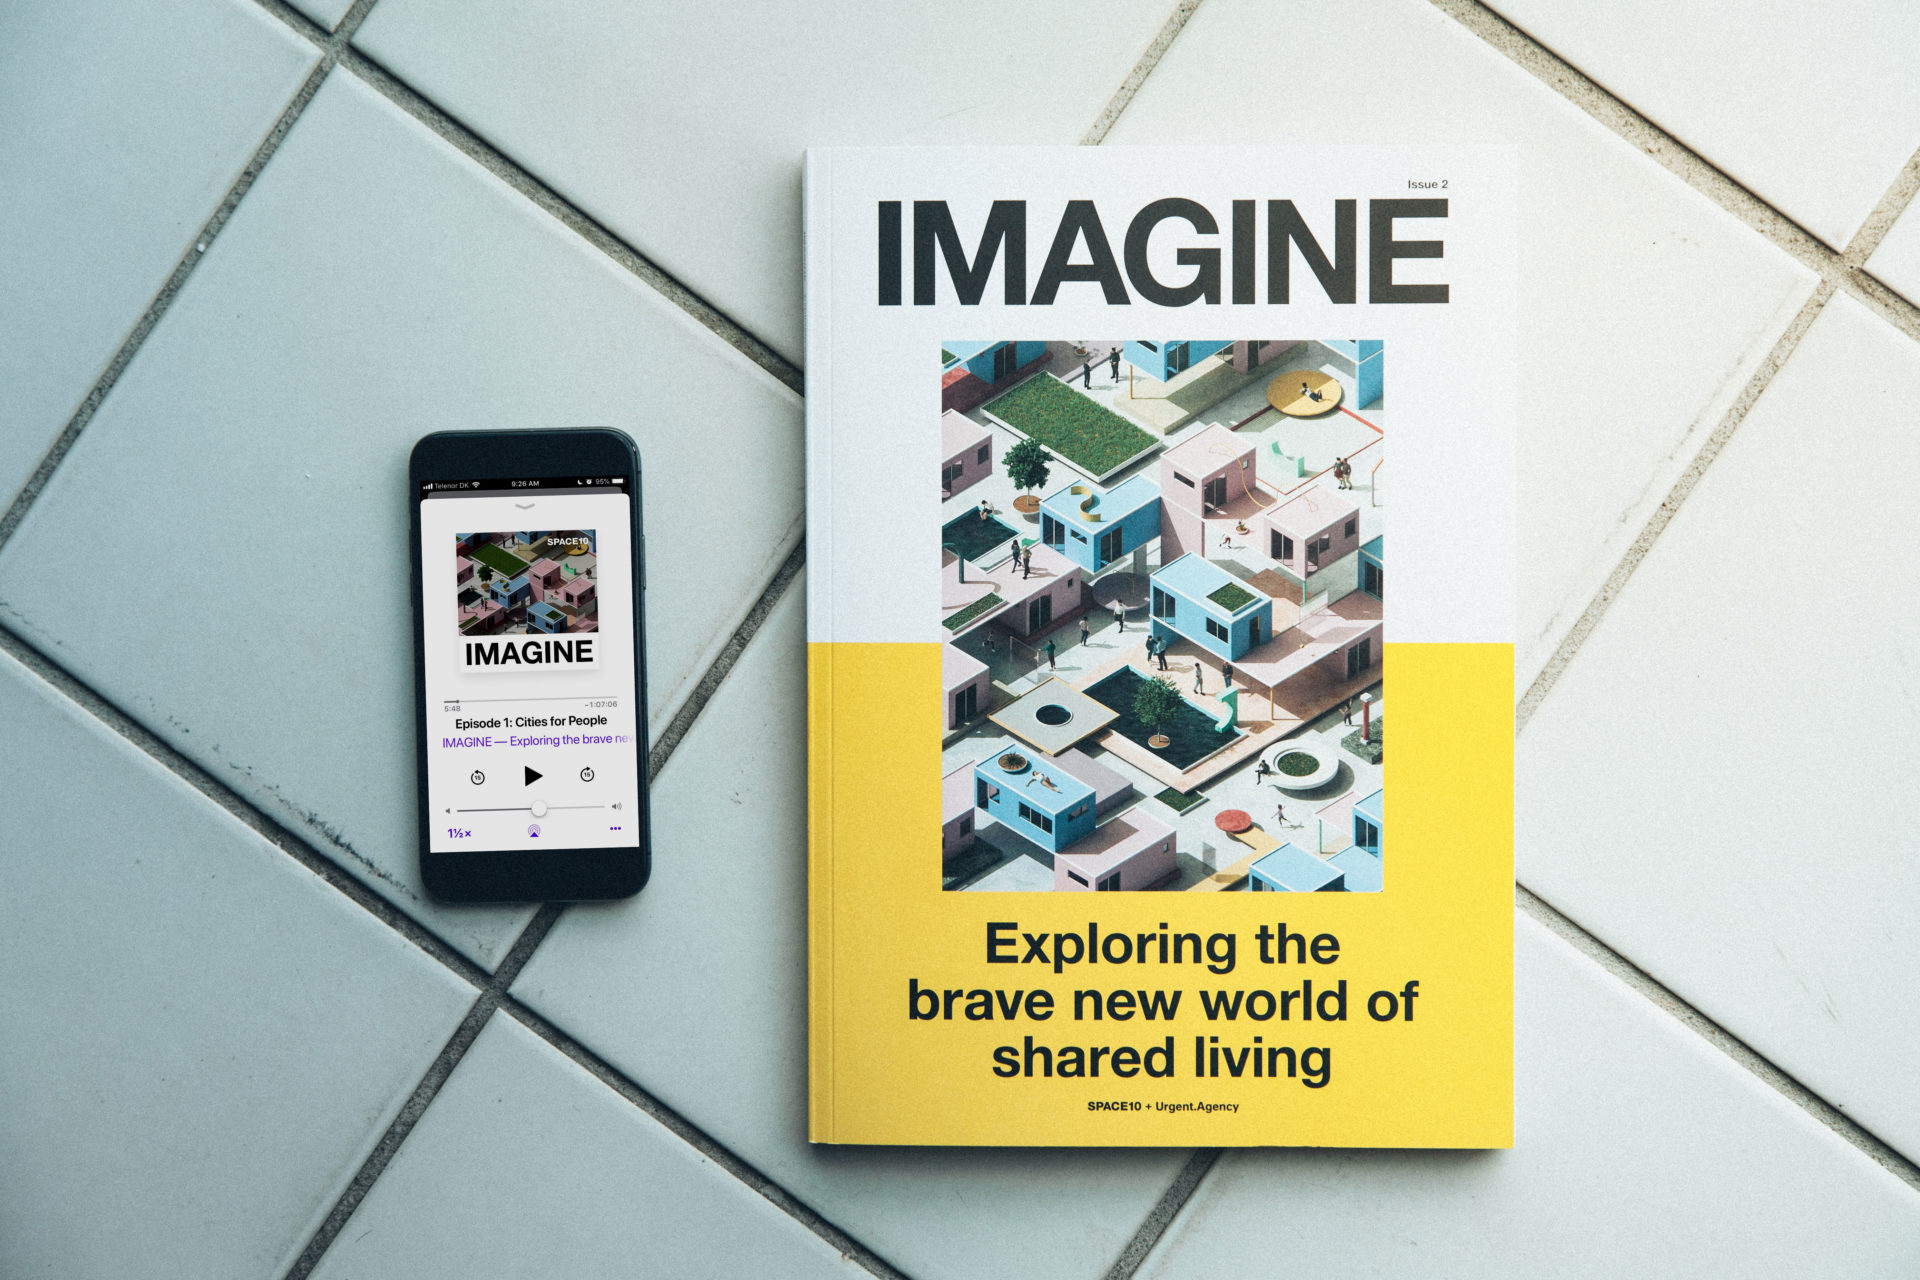 Telenor DK
9:26 AM
95%
SPACE10
IMAGINE
5:48
-1:07:06
Episode 1: Cities for People
IMAGINE — Exploring the brave new
15
15
1½×
Issue 2
IMAGINE
Exploring the
brave new world of
shared living
SPACE10 + Urgent.Agency